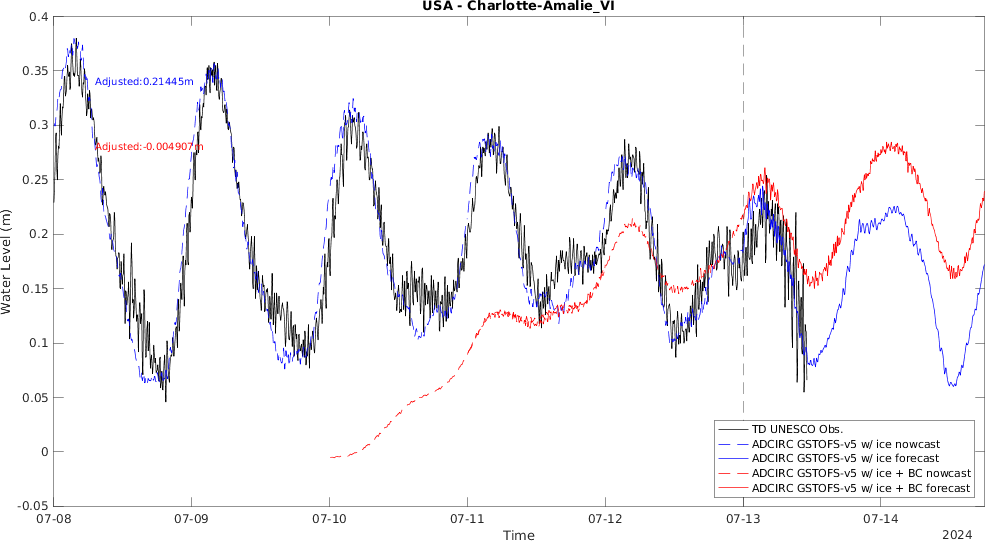 USA - Charlotte-Amalie_VI
0.4
0.35
0.3
0.25
0.2
0.15
0.1
0.05
0
-0.05
Water Level (m)
Adjusted:0.21445m
Adjusted:-0.004907m
TD UNESCO Obs.
ADCIRC GSTOFS-v5 w/ ice nowcast
ADCIRC GSTOFS-v5 w/ ice forecast
ADCIRC GSTOFS-v5 w/ ice + BC nowcast
ADCIRC GSTOFS-v5 w/ ice + BC forecast
07-08 07-09 07-10 07-11 07-12 07-13 07-14
Time
2024